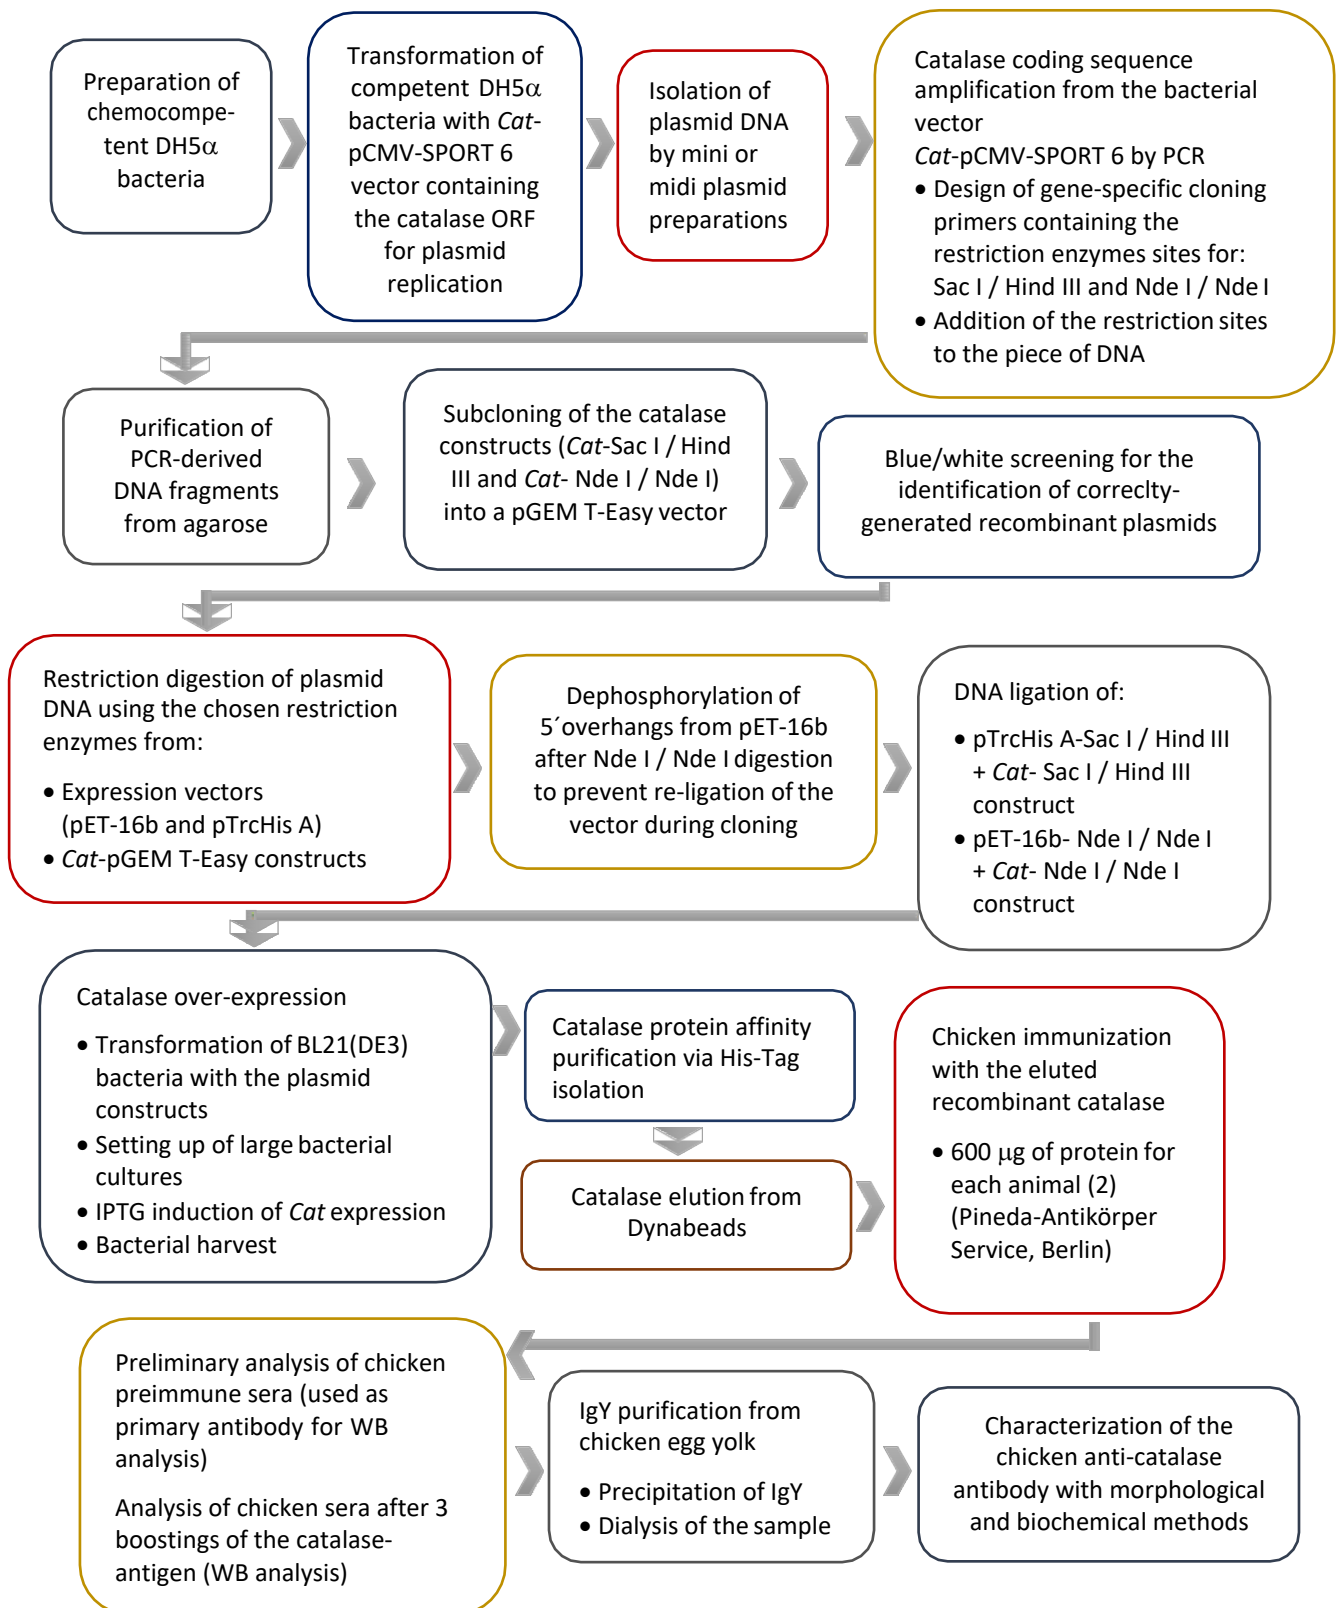 Preparation of
chemocompe-
tent DH5α
bacteria
Transformation of
competent DH5α
bacteria with Cat-
pCMV-SPORT 6
vector containing
the catalase ORF
for plasmid
replication
Isolation of
plasmid DNA
by mini or
midi plasmid
preparations
Catalase coding sequence
amplification from the bacterial
vector
Cat-pCMV-SPORT 6 by PCR
• Design of gene-specific cloning
primers containing the
restriction enzymes sites for:
Sac I / Hind III and Nde I / Nde I
• Addition of the restriction sites
to the piece of DNA
Purification of
PCR-derived
DNA fragments
from agarose
Subcloning of the catalase
constructs (Cat-Sac I / Hind
III and Cat- Nde I / Nde I)
into a pGEM T-Easy vector
Blue/white screening for the
identification of correclty-
generated recombinant plasmids
Restriction digestion of plasmid
DNA using the chosen restriction
enzymes from:
• Expression vectors
(pET-16b and pTrcHis A)
• Cat-pGEM T-Easy constructs
Dephosphorylation of
5´overhangs from pET-16b
after Nde I / Nde I digestion
to prevent re-ligation of the
vector during cloning
DNA ligation of:
• pTrcHis A-Sac I / Hind III
+ Cat- Sac I / Hind III
construct
• pET-16b- Nde I / Nde I
+ Cat- Nde I / Nde I
construct
Catalase over-expression
• Transformation of BL21(DE3)
bacteria with the plasmid
constructs
• Setting up of large bacterial
cultures
• IPTG induction of Cat expression
• Bacterial harvest
Catalase protein affinity
purification via His-Tag
isolation
Catalase elution from
Dynabeads
Chicken immunization
with the eluted
recombinant catalase
• 600 μg of protein for
each animal (2)
(Pineda-Antikörper
Service, Berlin)
Preliminary analysis of chicken
preimmune sera (used as
primary antibody for WB
analysis)
Analysis of chicken sera after 3
boostings of the catalase-
antigen (WB analysis)
IgY purification from
chicken egg yolk
• Precipitation of IgY
• Dialysis of the sample
Characterization of the
chicken anti-catalase
antibody with morphological
and biochemical methods